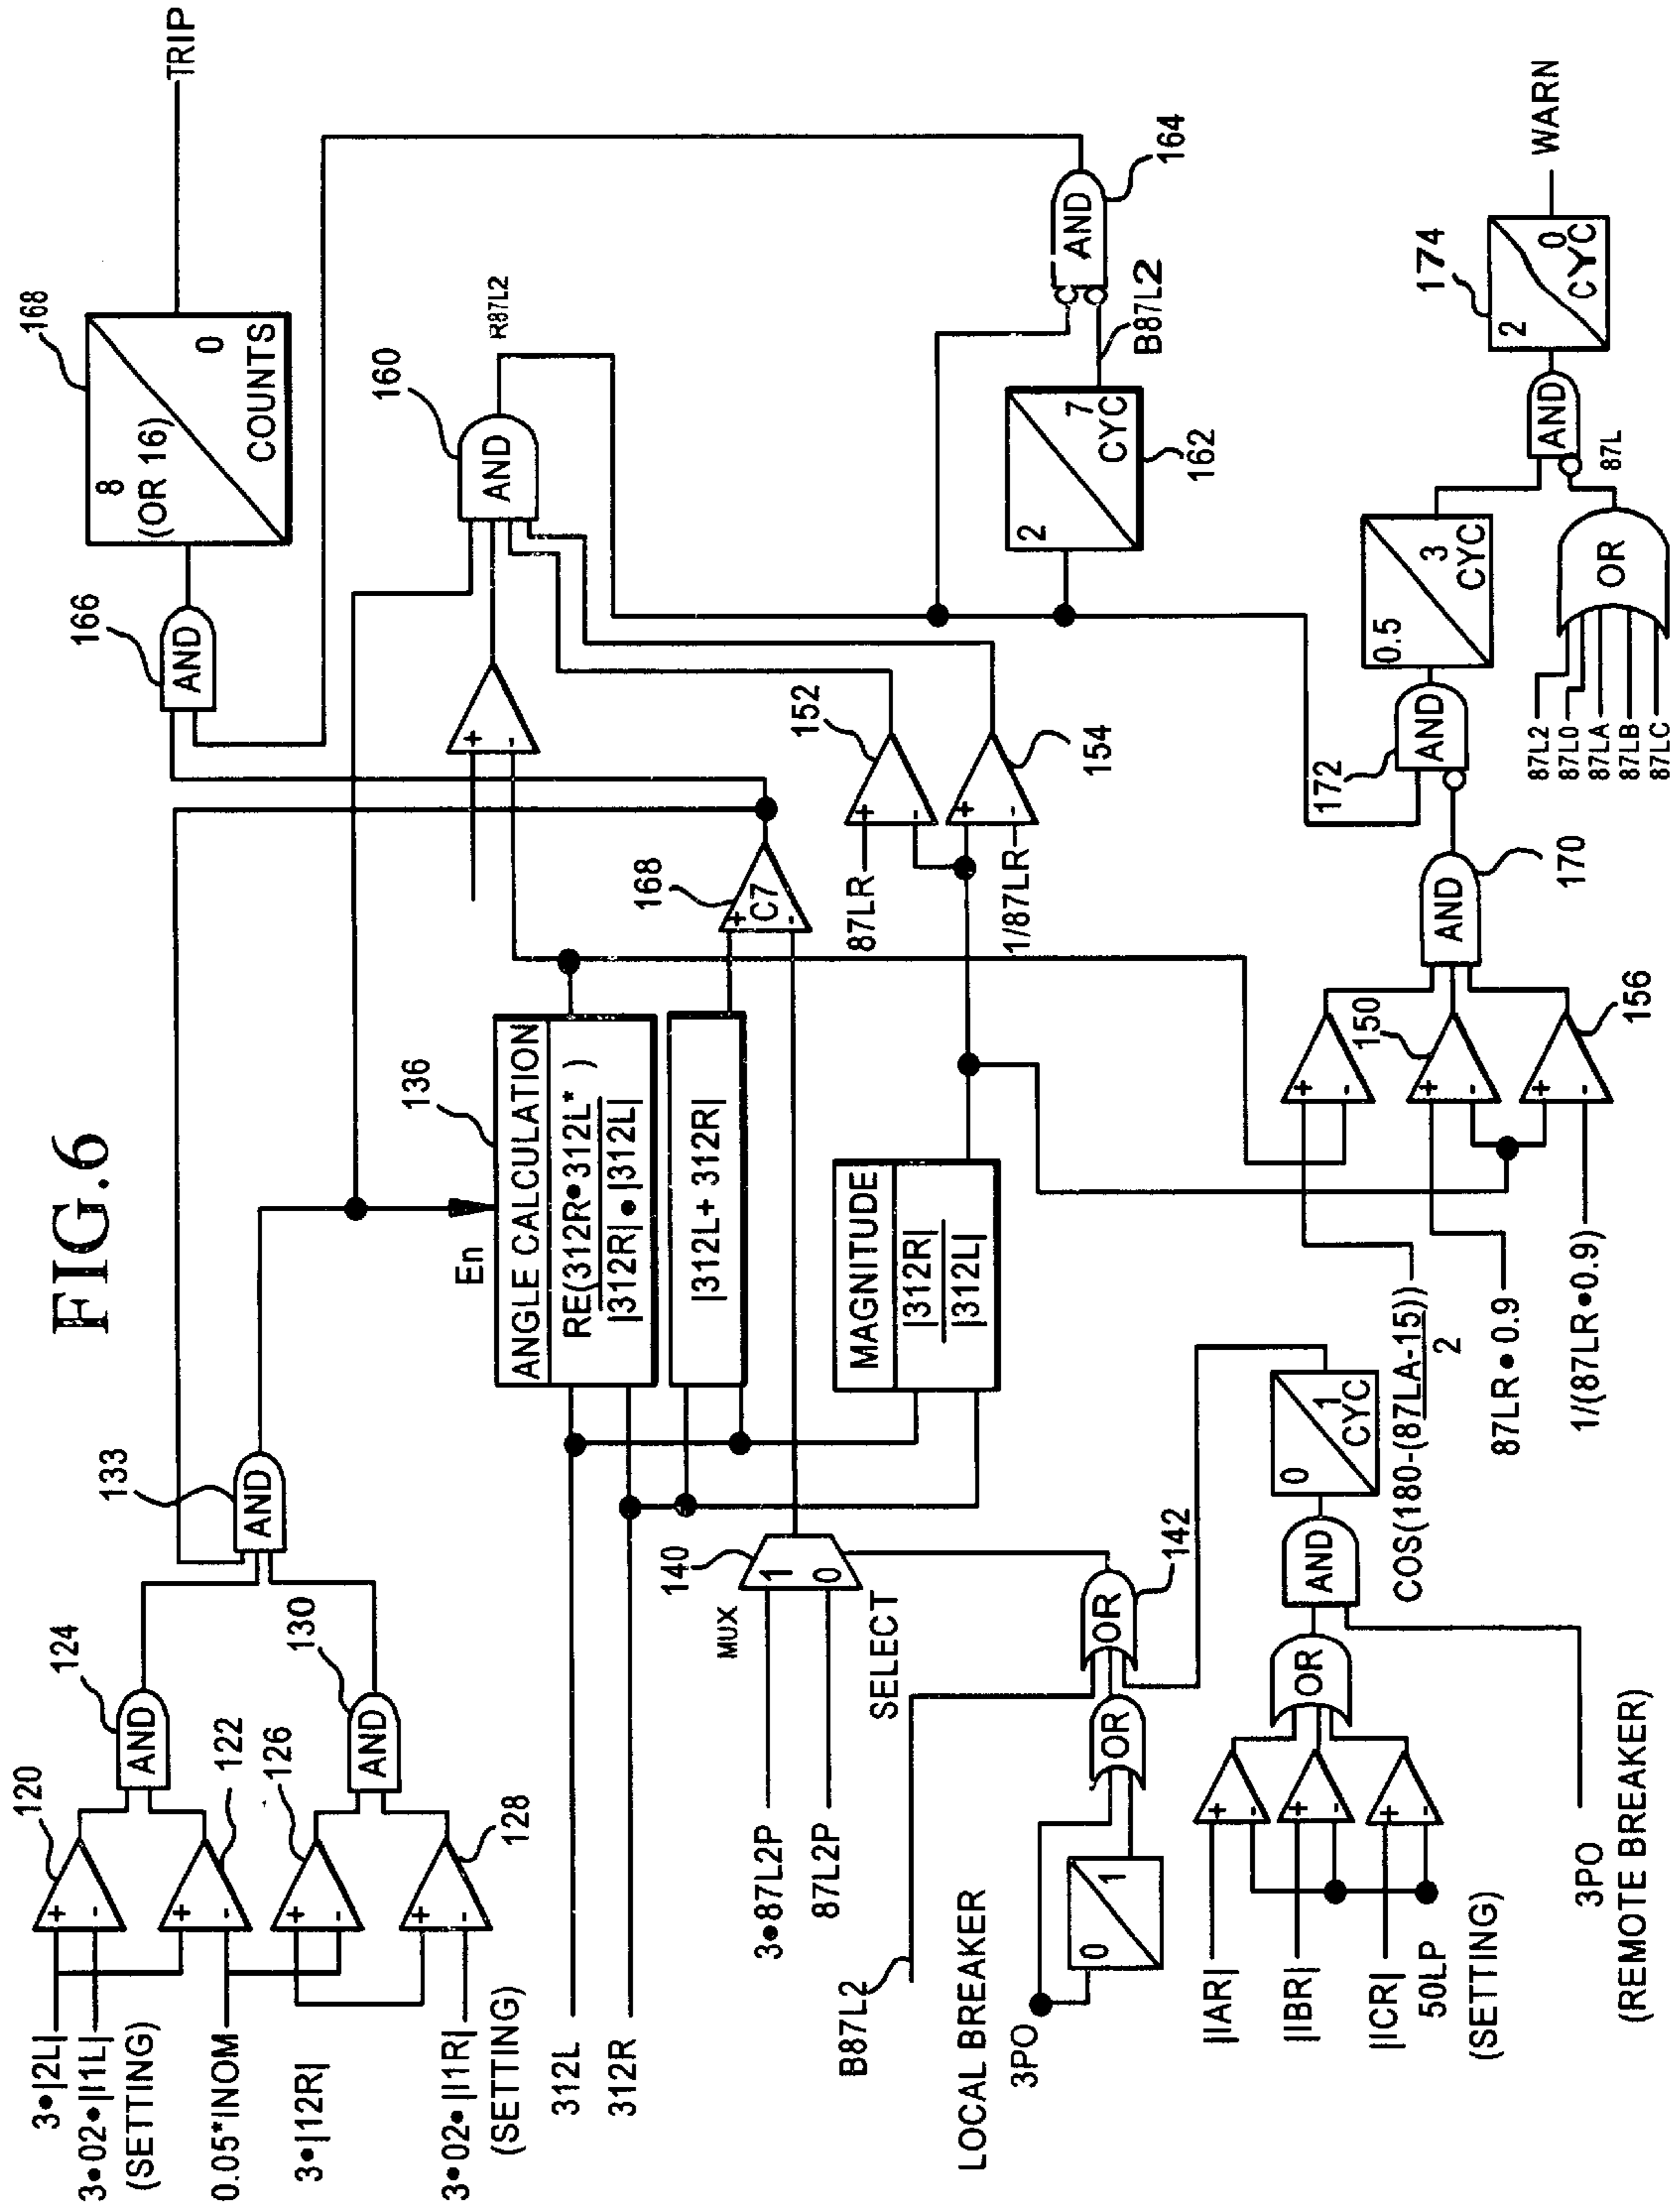 FIG.6
3•|2L|
3•02•|I1L|
(SETTING)
0.05*INOM
3•|12R|
3•02•|I1R|
(SETTING)
120
122
126
128
124
AND
130
AND
133
AND
166
AND
168
8
(OR 16)
0
COUNTS
TRIP
312L
312R
En
136
ANGLE CALCULATION
RE(312R•312L* )
|312R|•|312L|
|312L+ 312R|
168
C7
160
AND
R87L2
MUX
140
1
0
3•87L2P
87L2P
SELECT
MAGNITUDE
|312R|
|312L|
87LR
152
1/87LR
154
2
7
CYC
162
B87L2
AND
164
B87L2
LOCAL BREAKER
3PO
0
1
OR
OR
142
|IAR|
|IBR|
|ICR|
50LP
(SETTING)
OR
AND
0
1
CYC
3PO
(REMOTE BREAKER)
COS(180-(87LA-15))
2
87LR•0.9
1/(87LR•0.9)
150
156
AND
170
172
AND
0.5
3
CYC
87L2
87L0
87LA
87LB
87LC
OR
87L
AND
174
2
0
CYC
WARN
+
-
+
-
+
-
+
-
+
-
+
-
+
-
+
-
+
-
+
-
+
-
+
-
+
-
+
-